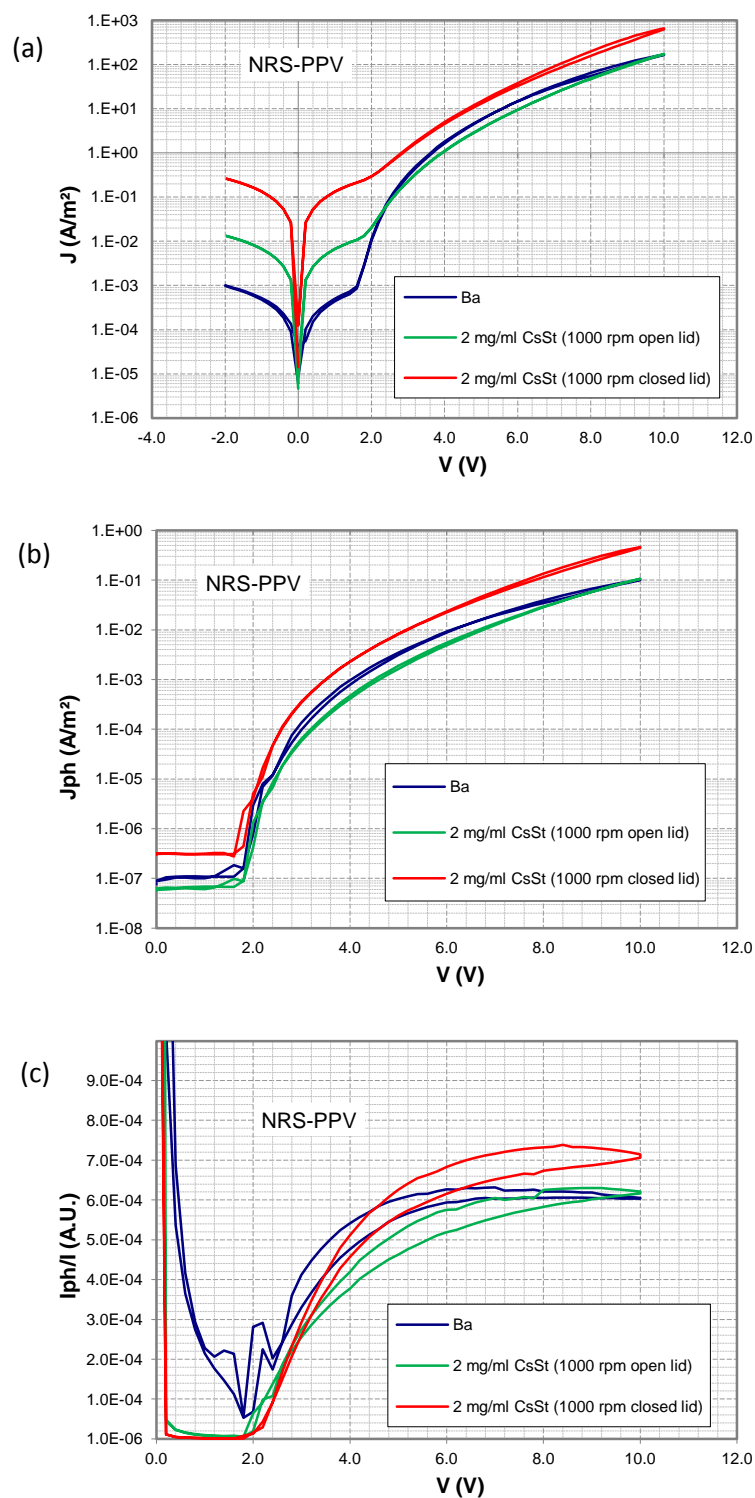 (a)
1.E+03
1.E+02
1.E+01
1.E+00
1.E-01
1.E-02
1.E-03
1.E-04
1.E-05
1.E-06
J (A/m²)
NRS-PPV
Ba
2 mg/ml CsSt (1000 rpm open lid)
2 mg/ml CsSt (1000 rpm closed lid)
-4.0 -2.0 0.0 2.0 4.0 6.0 8.0 10.0 12.0
V (V)
(b)
1.E+00
1.E-01
1.E-02
1.E-03
1.E-04
1.E-05
1.E-06
1.E-07
1.E-08
Jph (A/m²)
NRS-PPV
Ba
2 mg/ml CsSt (1000 rpm open lid)
2 mg/ml CsSt (1000 rpm closed lid)
0.0 2.0 4.0 6.0 8.0 10.0 12.0
V (V)
(c)
9.0E-04
8.0E-04
7.0E-04
6.0E-04
5.0E-04
4.0E-04
3.0E-04
2.0E-04
1.0E-04
1.0E-06
Iph/I (A.U.)
NRS-PPV
Ba
2 mg/ml CsSt (1000 rpm open lid)
2 mg/ml CsSt (1000 rpm closed lid)
0.0 2.0 4.0 6.0 8.0 10.0 12.0
V (V)